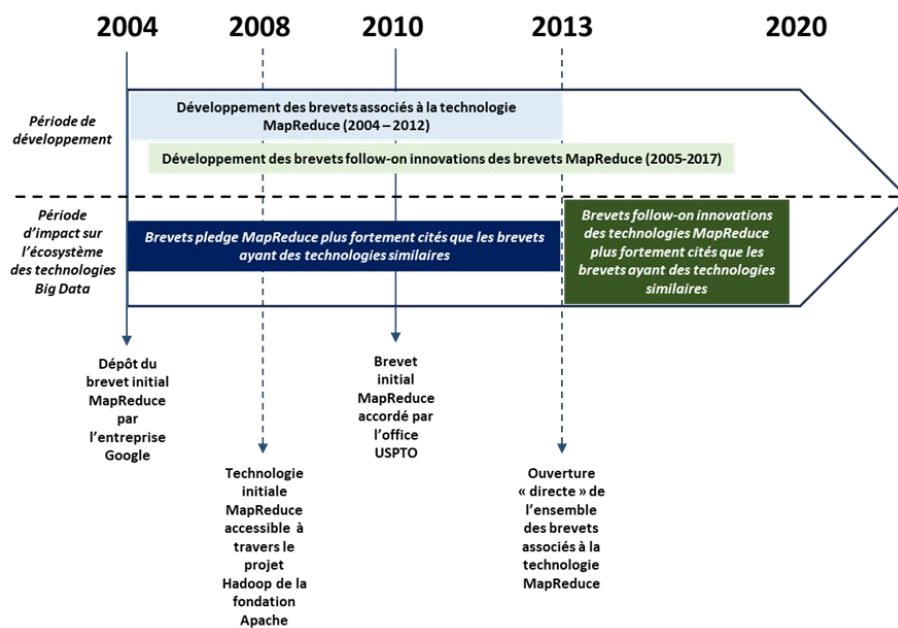 2004 2008 2010 2013 2020
Période de
développement
Développement des brevets associés à la technologie
MapReduce (2004 – 2012)
Développement des brevets follow-on innovations des brevets MapReduce (2005-2017)
Période
d'impact sur
l'écosystème
des technologies
Big Data
Brevets pledge MapReduce plus fortement cités que les brevets
ayant des technologies similaires
Brevets follow-on innovations
des technologies MapReduce
plus fortement cités que les
brevets ayant des technologies
similaires
Dépôt du
brevet initial
MapReduce
par
l'entreprise
Google
Technologie
initiale
MapReduce
accessible à
travers le
projet
Hadoop de la
fondation
Apache
Brevet
initial
MapReduce
accordé par
l'office
USPTO
Ouverture
« directe » de
l'ensemble
des brevets
associés à la
technologie
MapReduce